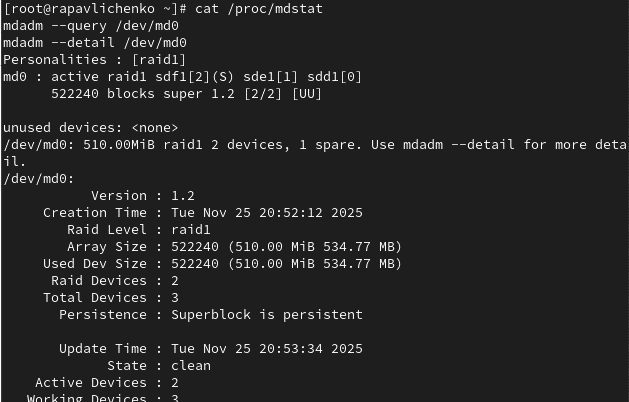 [root@rapavlichenko ~]# cat /proc/mdstat
mdadm --query /dev/md0
mdadm --detail /dev/md0
Personalities : [raid1]
md0 : active raid1 sdf1[2](S) sde1[1] sdd1[0]
      522240 blocks super 1.2 [2/2] [UU]

unused devices: <none>
/dev/md0: 510.00MiB raid1 2 devices, 1 spare. Use mdadm --detail for more deta
il.
/dev/md0:
           Version : 1.2
     Creation Time : Tue Nov 25 20:52:12 2025
        Raid Level : raid1
        Array Size : 522240 (510.00 MiB 534.77 MB)
     Used Dev Size : 522240 (510.00 MiB 534.77 MB)
      Raid Devices : 2
     Total Devices : 3
       Persistence : Superblock is persistent

       Update Time : Tue Nov 25 20:53:34 2025
             State : clean
    Active Devices : 2
   Working Devices : 3